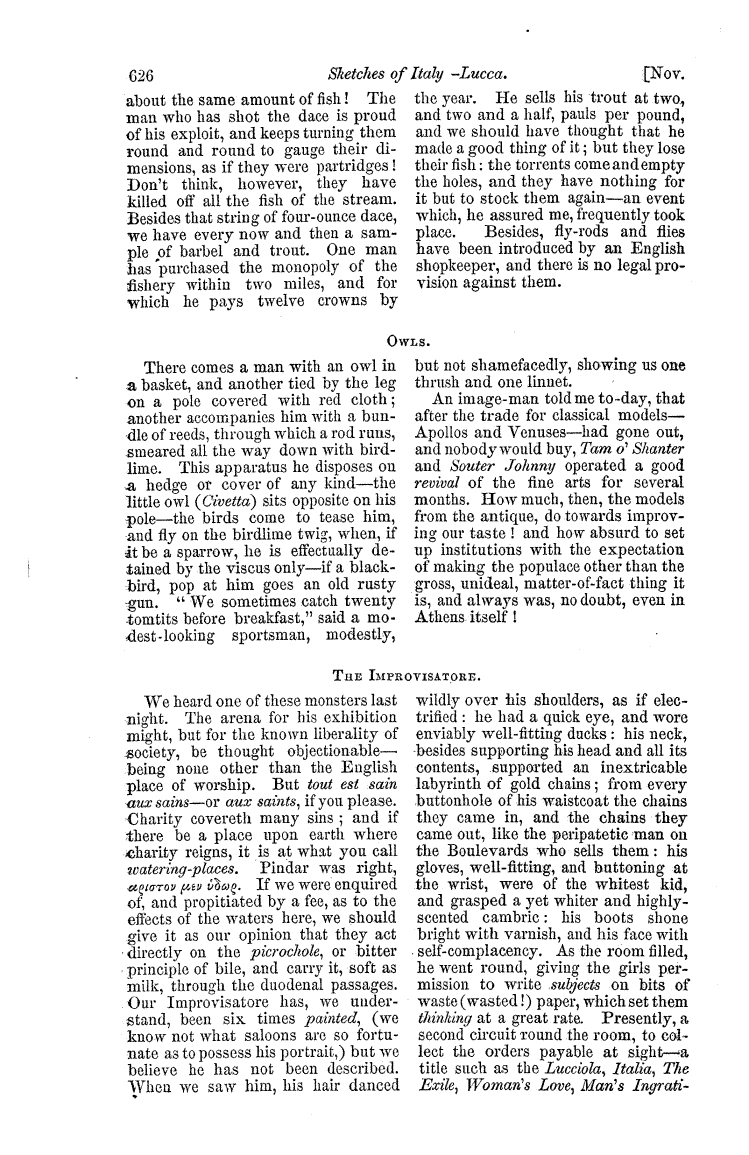 626
Sketches of Italy -Lucca.
[Nov.
about the same amount of fish! The
man who has shot the dace is proud
of his exploit, and keeps turning them
round and round to gauge their di-
mensions, as if they were partridges!
Don't think, however, they have
killed off all the fish of the stream.
Besides that string of four-ounce dace,
we have every now and then a sam-
ple of barbel and trout. One man
has purchased the monopoly of the
fishery within two miles, and for
which he pays twelve crowns by
the year. He sells his trout at two,
and two and a half, pauls per pound,
and we should have thought that he
made a good thing of it; but they lose
their fish: the torrents come and empty
the holes, and they have nothing for
it but to stock them again—an event
which, he assured me, frequently took
place. Besides, fly-rods and flies
have been introduced by an English
shopkeeper, and there is no legal pro-
vision against them.
OWLS.
There comes a man with an owl in
a basket, and another tied by the leg
on a pole covered with red cloth;
another accompanies him with a bun-
dle of reeds, through which a rod runs,
smeared all the way down with bird-
lime. This apparatus he disposes on
a hedge or cover of any kind—the
little owl (Civetta) sits opposite on his
pole—the birds come to tease him,
and fly on the birdlime twig, when, if
it be a sparrow, he is effectually de-
tained by the viscus only—if a black-
bird, pop at him goes an old rusty
gun. "We sometimes catch twenty
tomtits before breakfast," said a mo-
dest-looking sportsman, modestly,
but not shamefacedly, showing us one
thrush and one linnet.
An image-man told me to-day, that
after the trade for classical models—
Apollos and Venuses—had gone out,
and nobody would buy, Tam o' Shanter
and Souter Johnny operated a good
revival of the fine arts for several
months. How much, then, the models
from the antique, do towards improv-
ing our taste! and how absurd to set
up institutions with the expectation
of making the populace other than the
gross, unideal, matter-of-fact thing it
is, and always was, no doubt, even in
Athens itself!
THE IMPROVISATORE.
We heard one of these monsters last
night. The arena for his exhibition
might, but for the known liberality of
society, be thought objectionable—
being none other than the English
place of worship. But tout est sain
aux sains—or aux saints, if you please.
Charity covereth many sins; and if
there be a place upon earth where
charity reigns, it is at what you call
watering-places. Pindar was right,
αριστον μεν ὑδωρ. If we were enquired
of, and propitiated by a fee, as to the
effects of the waters here, we should
give it as our opinion that they act
directly on the picrochole, or bitter
principle of bile, and carry it, soft as
milk, through the duodenal passages.
Our Improvisatore has, we under-
stand, been six times painted, (we
know not what saloons are so fortu-
nate as to possess his portrait,) but we
believe he has not been described.
When we saw him, his hair danced
wildly over his shoulders, as if elec-
trified: he had a quick eye, and wore
enviably well-fitting ducks: his neck,
besides supporting his head and all its
contents, supported an inextricable
labyrinth of gold chains; from every
buttonhole of his waistcoat the chains
they came in, and the chains they
came out, like the peripatetic man on
the Boulevards who sells them: his
gloves, well-fitting, and buttoning at
the wrist, were of the whitest kid,
and grasped a yet whiter and highly-
scented cambric: his boots shone
bright with varnish, and his face with
self-complacency. As the room filled,
he went round, giving the girls per-
mission to write subjects on bits of
waste (wasted!) paper, which set them
thinking at a great rate. Presently, a
second circuit round the room, to col-
lect the orders payable at sight—a
title such as the Lucciola, Italia, The
Exile, Woman's Love, Man's Ingrati-